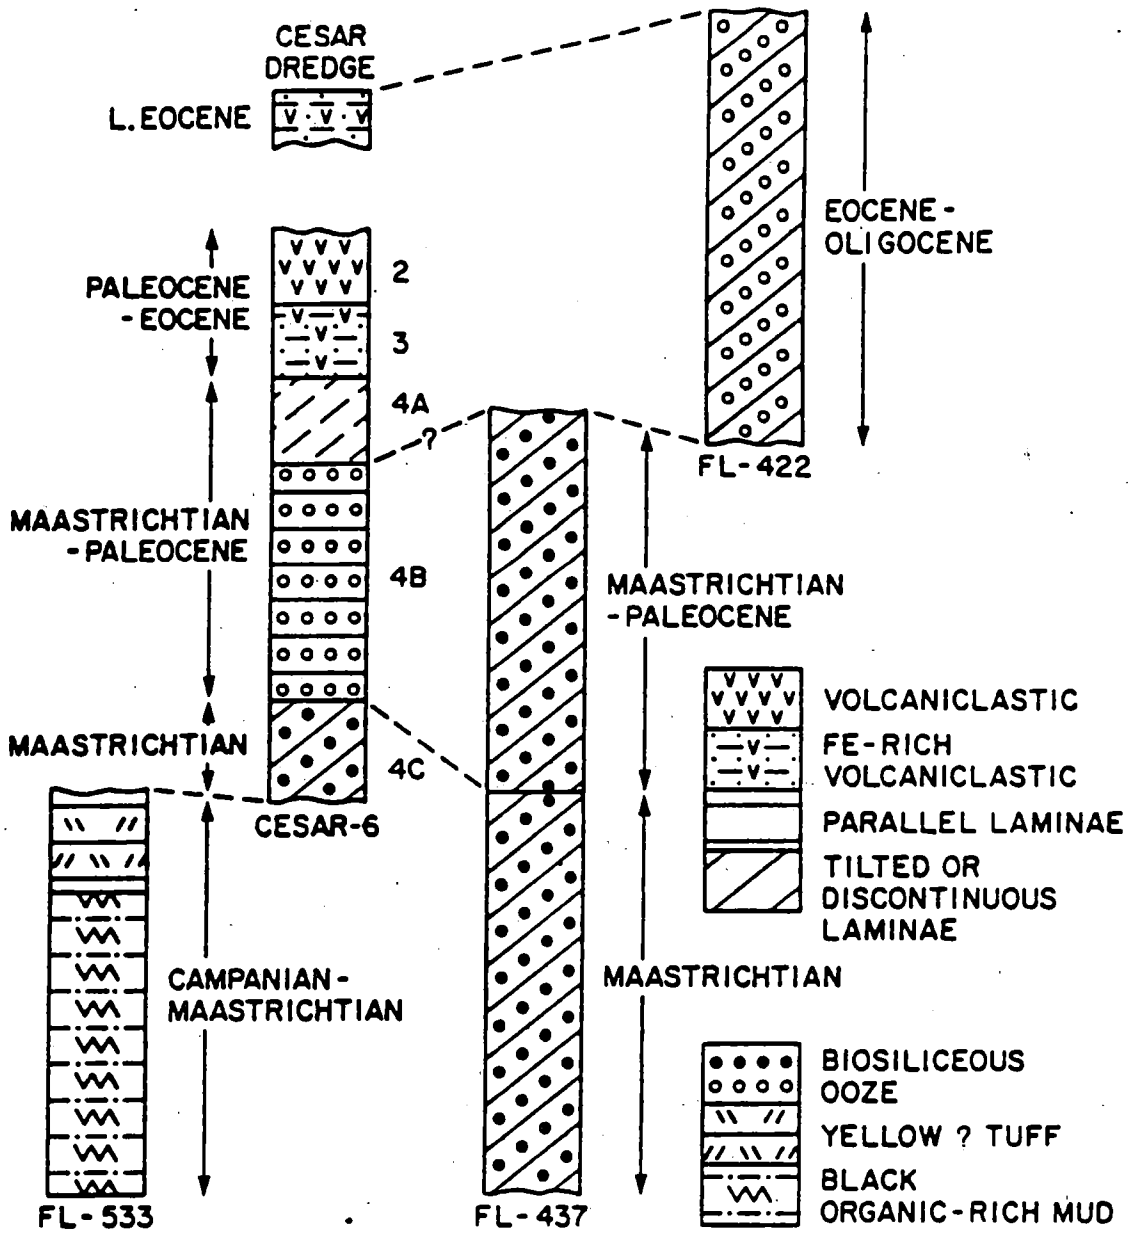 CESAR
DREDGE
L. EOCENE
PALEOCENE
-EOCENE
2
3
4A
?
MAASTRICHTIAN
-PALEOCENE
4B
MAASTRICHTIAN
4C
CESAR-6
CAMPANIAN-
MAASTRICHTIAN
FL-533
EOCENE-
OLIGOCENE
FL-422
MAASTRICHTIAN
-PALEOCENE
MAASTRICHTIAN
FL-437
VOLCANICLASTIC
FE-RICH
VOLCANICLASTIC
PARALLEL LAMINAE
TILTED OR
DISCONTINUOUS
LAMINAE
BIOSILICEOUS
OOZE
YELLOW ? TUFF
BLACK
ORGANIC-RICH MUD